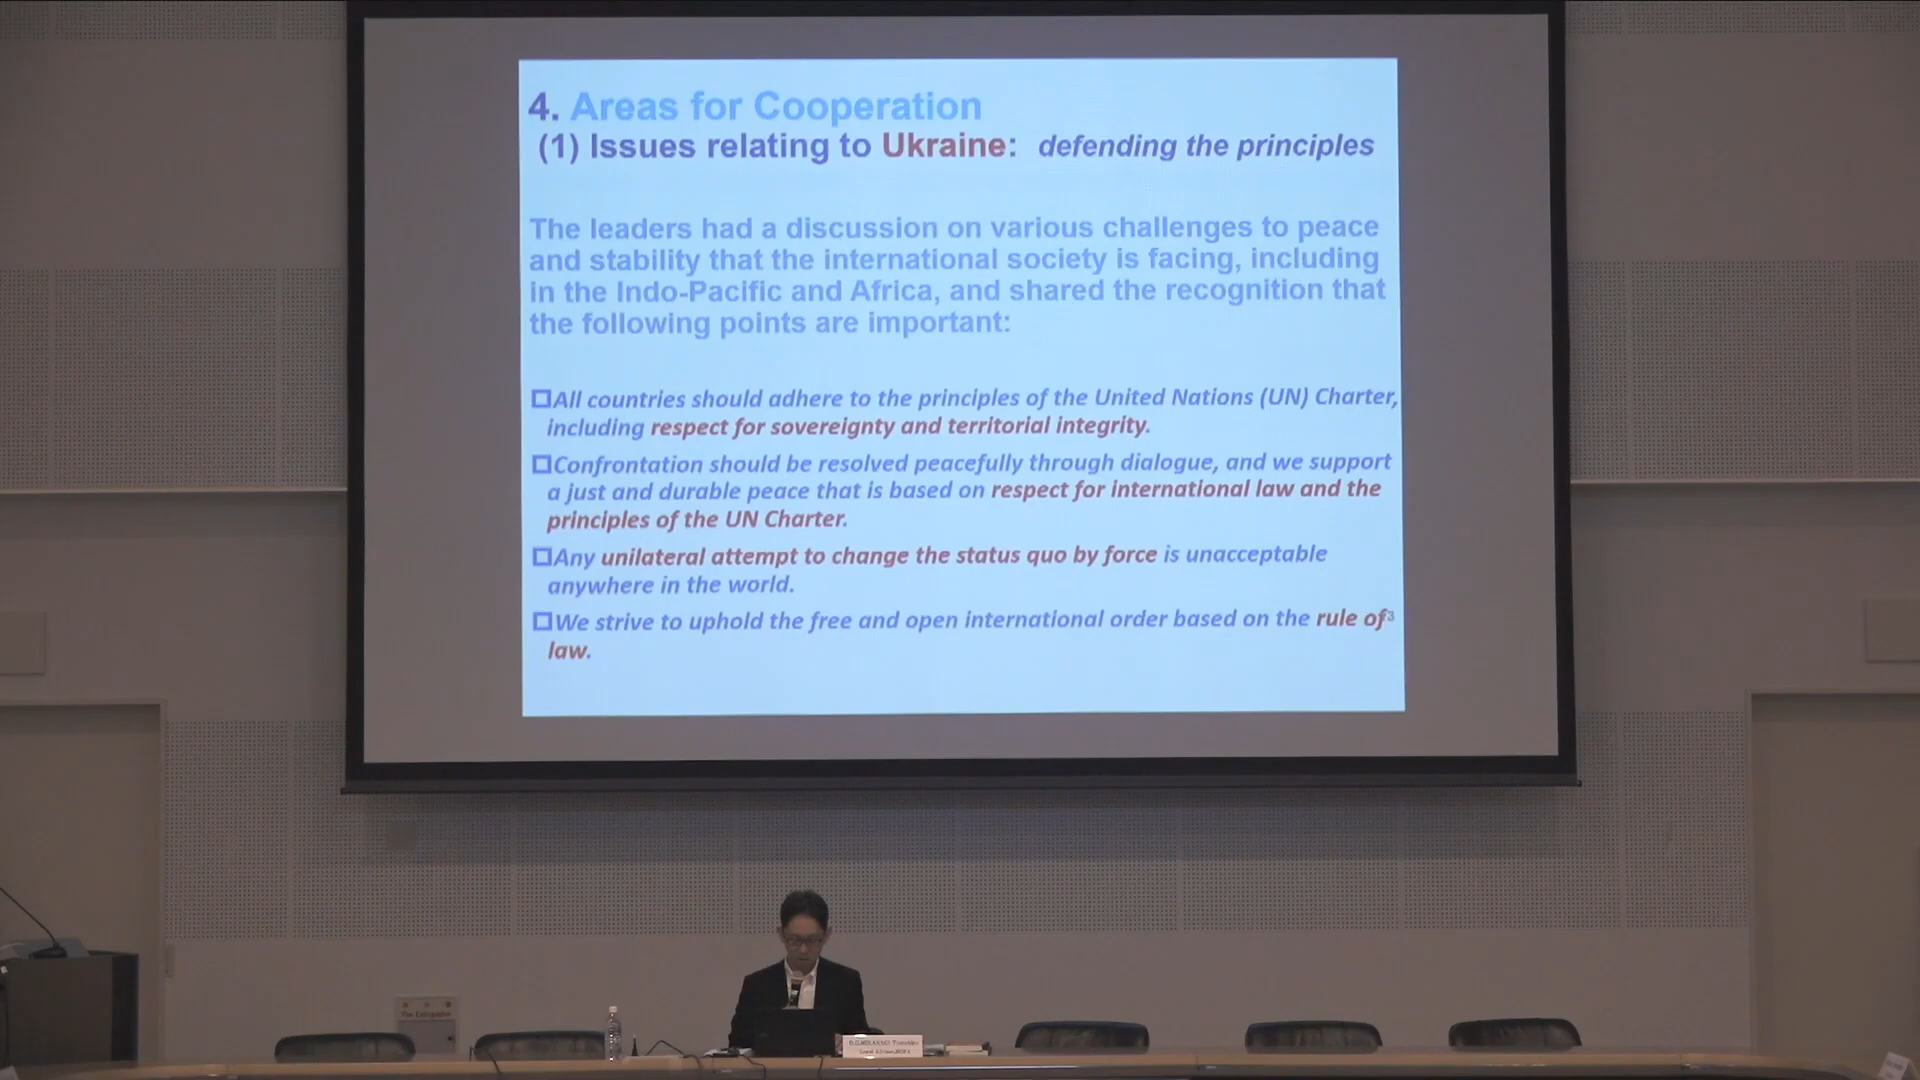 4. Areas for Cooperation
(1) Issues relating to Ukraine: defending the principles
The leaders had a discussion on various challenges to peace
and stability that the international society is facing, including
in the Indo-Pacific and Africa, and shared the recognition that
the following points are important:
All countries should adhere to the principles of the United Nations (UN) Charter,
including respect for sovereignty and territorial integrity.
Confrontation should be resolved peacefully through dialogue, and we support
a just and durable peace that is based on respect for international law and the
principles of the UN Charter.
Any unilateral attempt to change the status quo by force is unacceptable
anywhere in the world.
We strive to uphold the free and open international order based on the rule of
3
law.
Fire Extinguisher